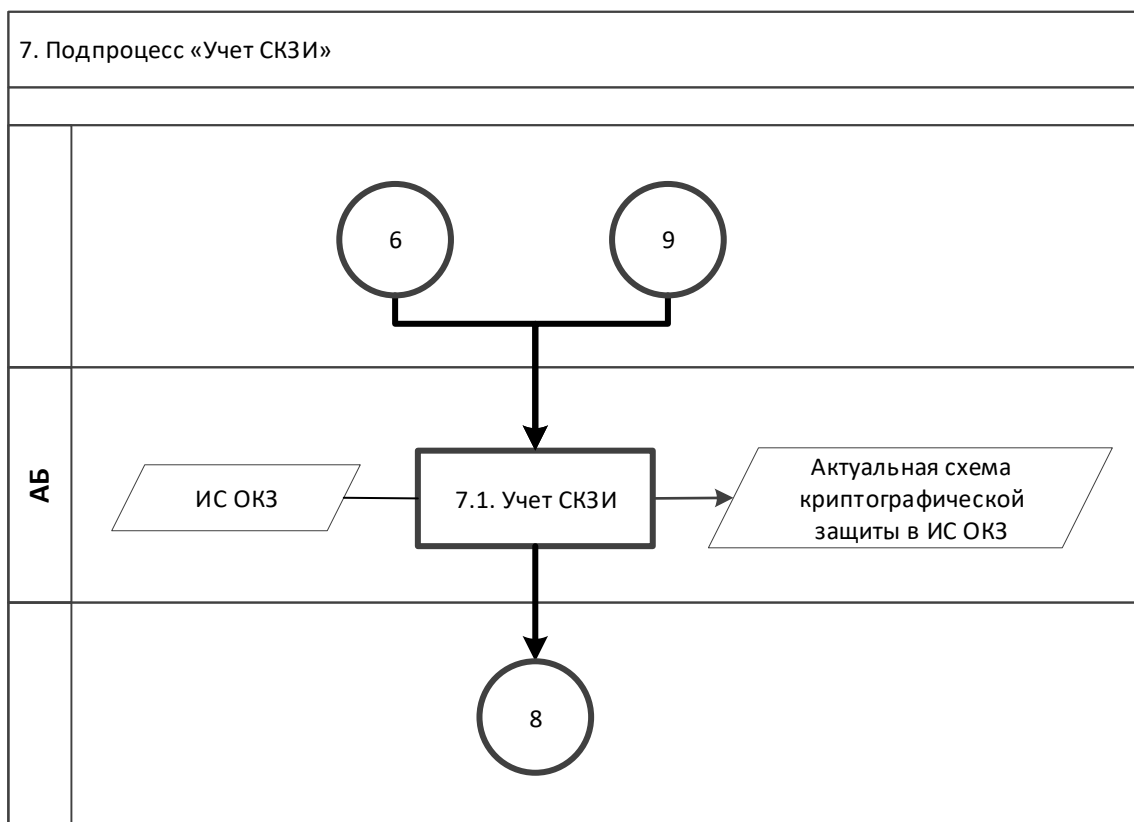 7. Подпроцесс «Учет СКЗИ»
6
9
АБ
ИС ОКЗ
7.1. Учет СКЗИ
Актуальная схема
криптографической
защиты в ИС ОКЗ
8